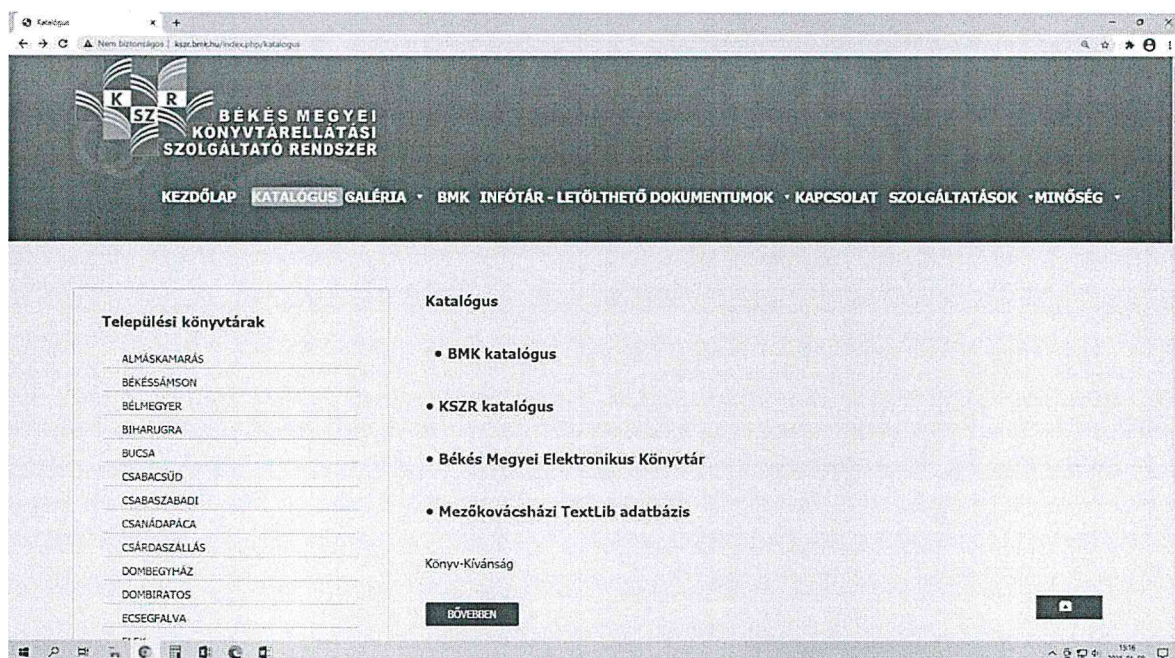 Katalógus
Nem biztonságos | kszr.bmk.hu/index.php/katalogus
K SZ R
BÉKÉS MEGYEI
KÖNYVTÁRELLÁTÁSI
SZOLGÁLTATÓ RENDSZER
KEZDŐLAP KATALÓGUS GALÉRIA BMK INFÓTÁR - LETÖLTHETŐ DOKUMENTUMOK KAPCSOLAT SZOLGÁLTATÁSOK MINŐSÉG
Települési könyvtárak
ALMÁSKAMARÁS
BÉKÉSSÁMSON
BÉLMEGYER
BIHARUGRA
BUCSA
CSABACSŰD
CSABASZABADI
CSANÁDAPÁCA
CSÁRDASZÁLLÁS
DOMBEGYHÁZ
DOMBIRATOS
ECSEGFALVA
Katalógus
• BMK katalógus
• KSZR katalógus
• Békés Megyei Elektronikus Könyvtár
• Mezőkovácsházi TextLib adatbázis
Könyv-Kívánság
BŐVEBBEN
13:16